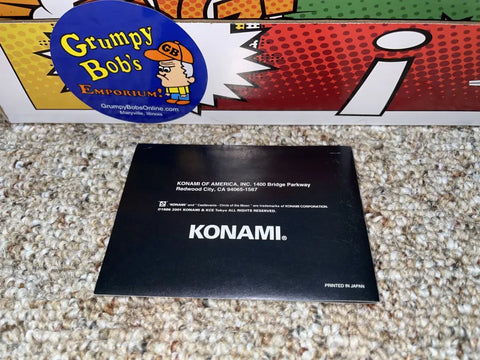 Grumpy
Bob's
EMPORIUM!
GB
GrumpyBobsOnline.com
Maryville, Illinois
KONAMI OF AMERICA, INC. 1400 Bridge Parkway
Redwood City, CA 94065-1567
"KONAMI" and "Castlevania - Circle of the Moon" are trademarks of KONAMI CORPORATION.
©1986 2001 KONAMI & KCE Tokyo ALL RIGHTS RESERVED.
KONAMI®
PRINTED IN JAPAN